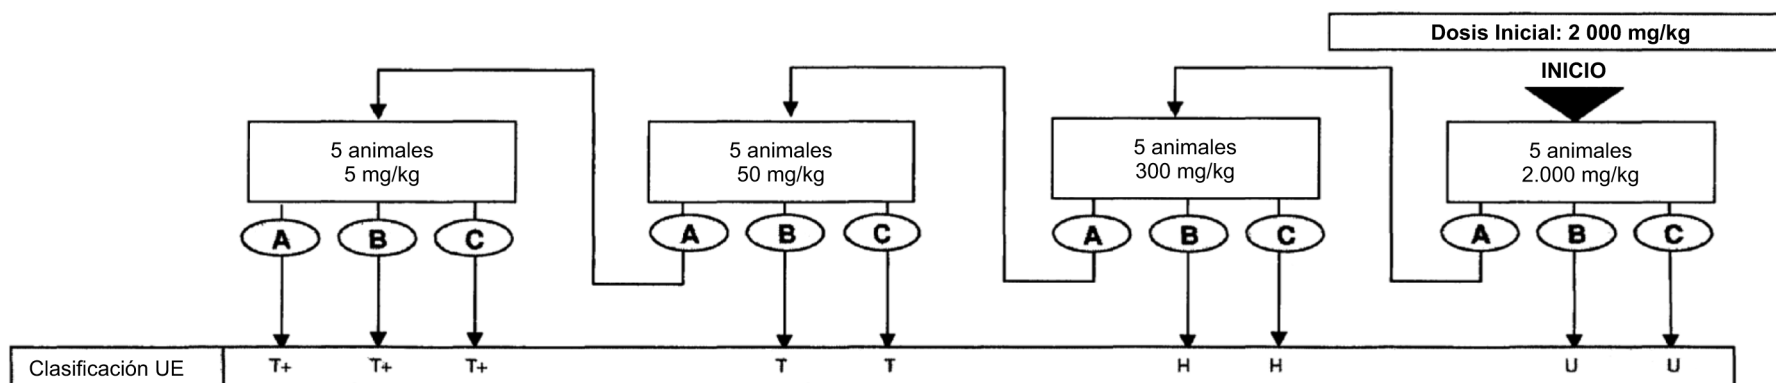 Dosis Inicial: 2 000 mg/kg
INICIO
5 animales
5 mg/kg
5 animales
50 mg/kg
5 animales
300 mg/kg
5 animales
2.000 mg/kg
A B C A B C A B C A B C
Clasificación UE T+ T+ T+ T T H H U U